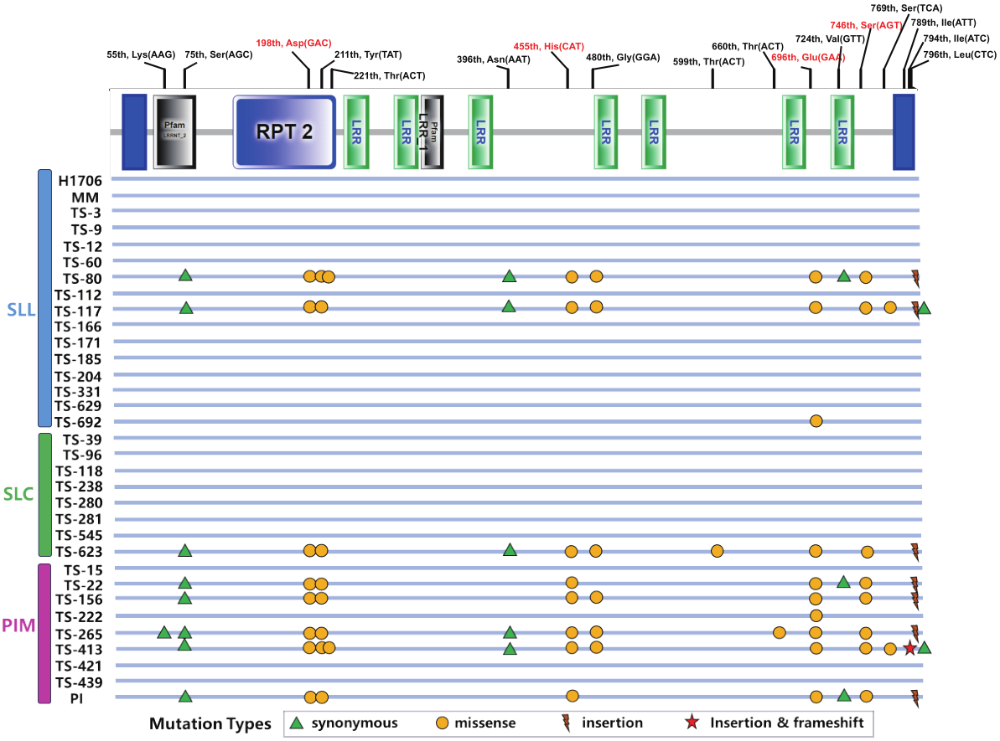 769th, Ser(TCA)
746th, Ser(AGT)
789th, Ile(ATT)
198th, Asp(GAC)
455th, His(CAT)
660th, Thr(ACT)
724th, Val(GTT)
794th, Ile(ATC)
55th, Lys(AAG)
75th, Ser(AGC)
211th, Tyr(TAT)
396th, Asn(AAT)
480th, Gly(GGA)
599th, Thr(ACT)
696th, Glu(GAA)
796th, Leu(CTC)
221th, Thr(ACT)
Pfam
LRRNT_2
RPT 2
LRR
LRR
Pfam
LRR_1
LRR
LRR
LRR
LRR
LRR
SLL
H1706
MM
TS-3
TS-9
TS-12
TS-60
TS-80
TS-112
TS-117
TS-166
TS-171
TS-185
TS-204
TS-331
TS-629
TS-692
SLC
TS-39
TS-96
TS-118
TS-238
TS-280
TS-281
TS-545
TS-623
PIM
TS-15
TS-22
TS-156
TS-222
TS-265
TS-413
TS-421
TS-439
PI
Mutation Types synonymous missense insertion Insertion & frameshift